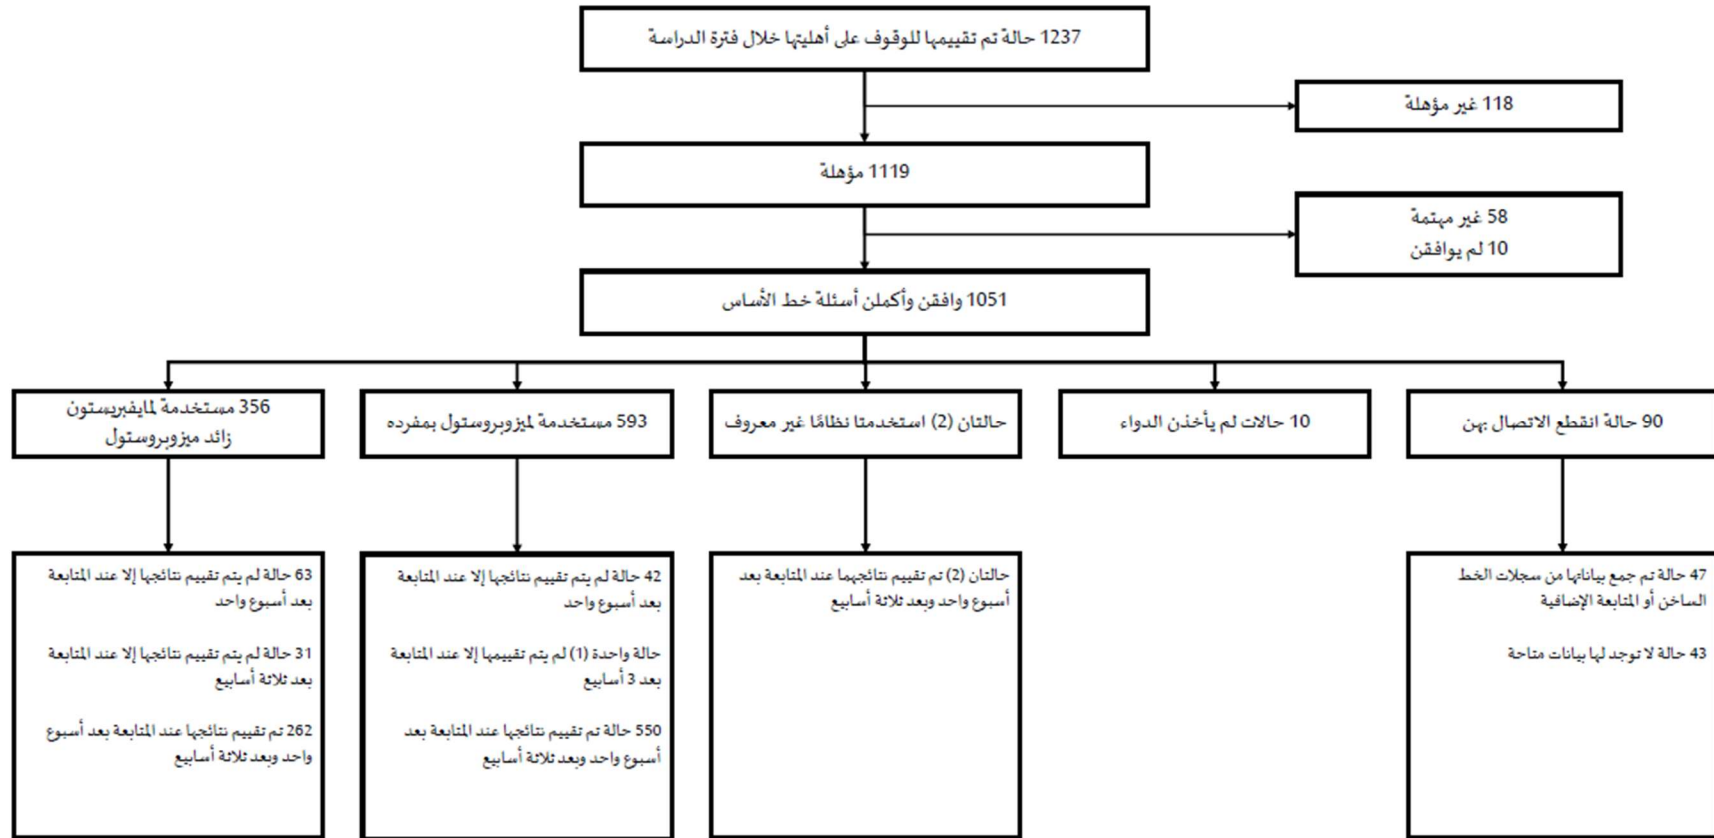 1237 حالة تم تقييمها للوقوف على أهليتها خلال فترة الدراسة
118 غير مؤهلة
1119 مؤهلة
58 غير مهتمة
10 لم يوافقن
1051 وافقن وأكملن أسئلة خط الأساس
90 حالة انقطع الاتصال بهن
10 حالات لم يأخذن الدواء
حالتان (2) استخدمتا نظامًا غير معروف
593 مستخدمة لميزوبروستول بمفرده
356 مستخدمة لمايفبريستون
زائد ميزوبروستول
47 حالة تم جمع بياناتها من سجلات الخط
الساخن أو المتابعة الإضافية
43 حالة لا توجد لها بيانات متاحة
حالتان (2) تم تقييم نتائجهما عند المتابعة بعد
أسبوع واحد وبعد ثلاثة أسابيع
42 حالة لم يتم تقييم نتائجها إلا عند المتابعة
بعد أسبوع واحد
حالة واحدة (1) لم يتم تقييمها إلا عند المتابعة
بعد 3 أسابيع
550 حالة تم تقييم نتائجها عند المتابعة بعد
أسبوع واحد وبعد ثلاثة أسابيع
63 حالة لم يتم تقييم نتائجها إلا عند المتابعة
بعد أسبوع واحد
31 حالة لم يتم تقييم نتائجها إلا عند المتابعة
بعد ثلاثة أسابيع
262 تم تقييم نتائجها عند المتابعة بعد أسبوع
واحد وبعد ثلاثة أسابيع